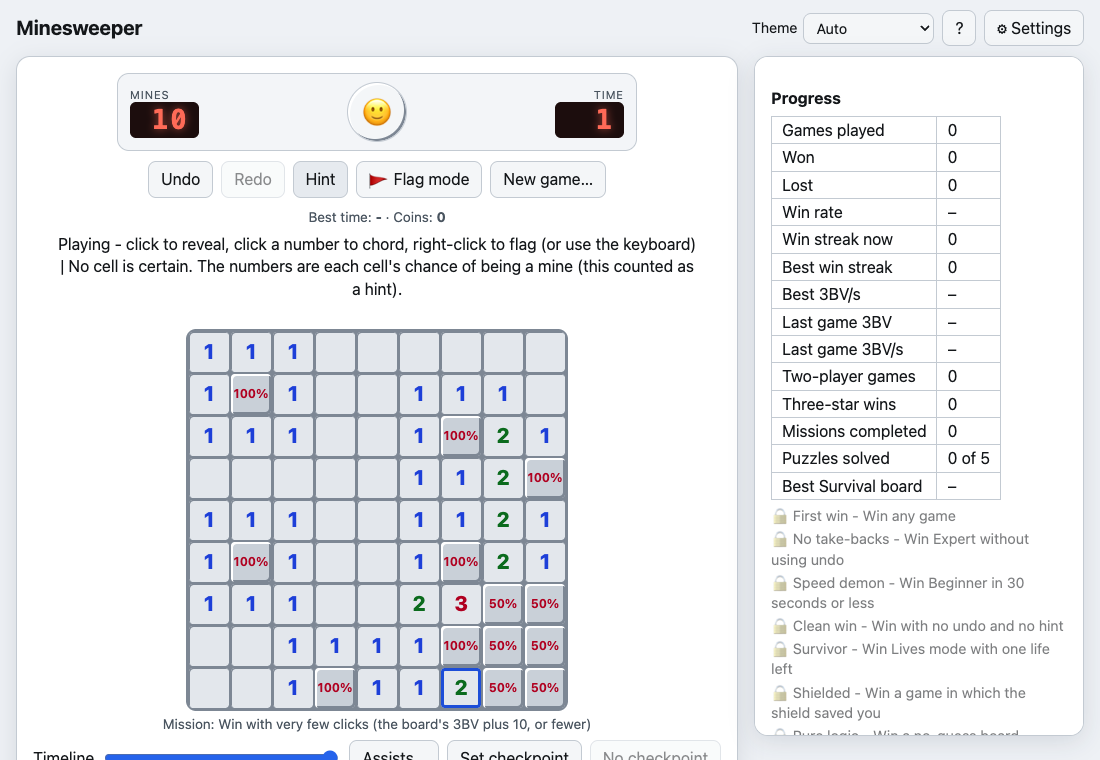 Minesweeper
Theme Auto ? ⚙ Settings
MINES
10
TIME
1
Undo Redo Hint Flag mode New game...
Best time: - · Coins: 0
Playing - click to reveal, click a number to chord, right-click to flag (or use the keyboard)
| No cell is certain. The numbers are each cell's chance of being a mine (this counted as
a hint).
1 1 1
1 100% 1 1 1 1
1 1 1 1 100% 2 1
1 1 2 100%
1 1 1 1 1 2 1
1 100% 1 1 100% 2 1
1 1 1 2 3 50% 50%
1 1 1 1 100% 50% 50%
1 100% 1 1 2 50% 50%
Mission: Win with very few clicks (the board's 3BV plus 10, or fewer)
Timeline Assists... Set checkpoint No checkpoint
Progress
Games played 0
Won 0
Lost 0
Win rate –
Win streak now 0
Best win streak 0
Best 3BV/s –
Last game 3BV –
Last game 3BV/s –
Two-player games 0
Three-star wins 0
Missions completed 0
Puzzles solved 0 of 5
Best Survival board –
🔒 First win - Win any game
🔒 No take-backs - Win Expert without
using undo
🔒 Speed demon - Win Beginner in 30
seconds or less
🔒 Clean win - Win with no undo and no hint
🔒 Survivor - Win Lives mode with one life
left
🔒 Shielded - Win a game in which the
shield saved you
🔒 Pure logic - Win a no-guess board